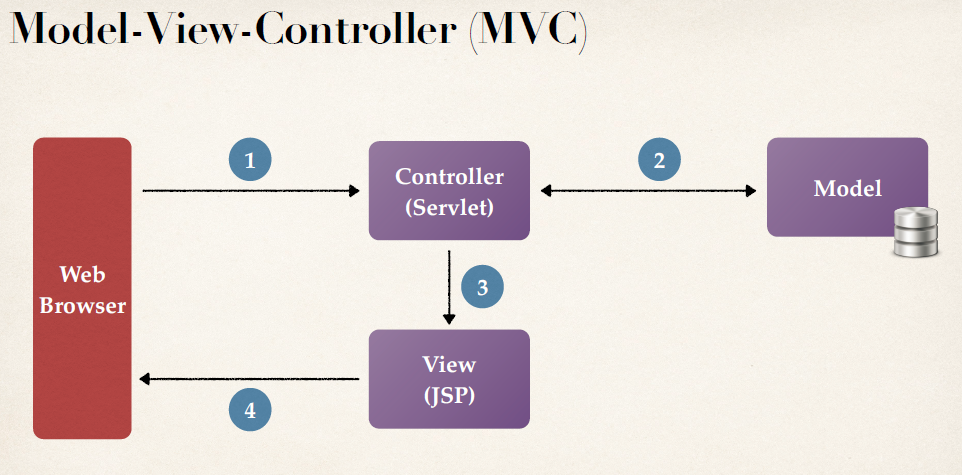 Model-View-Controller (MVC)
1
2
Controller
(Servlet)
Model
Web
Browser
3
View
(JSP)
4